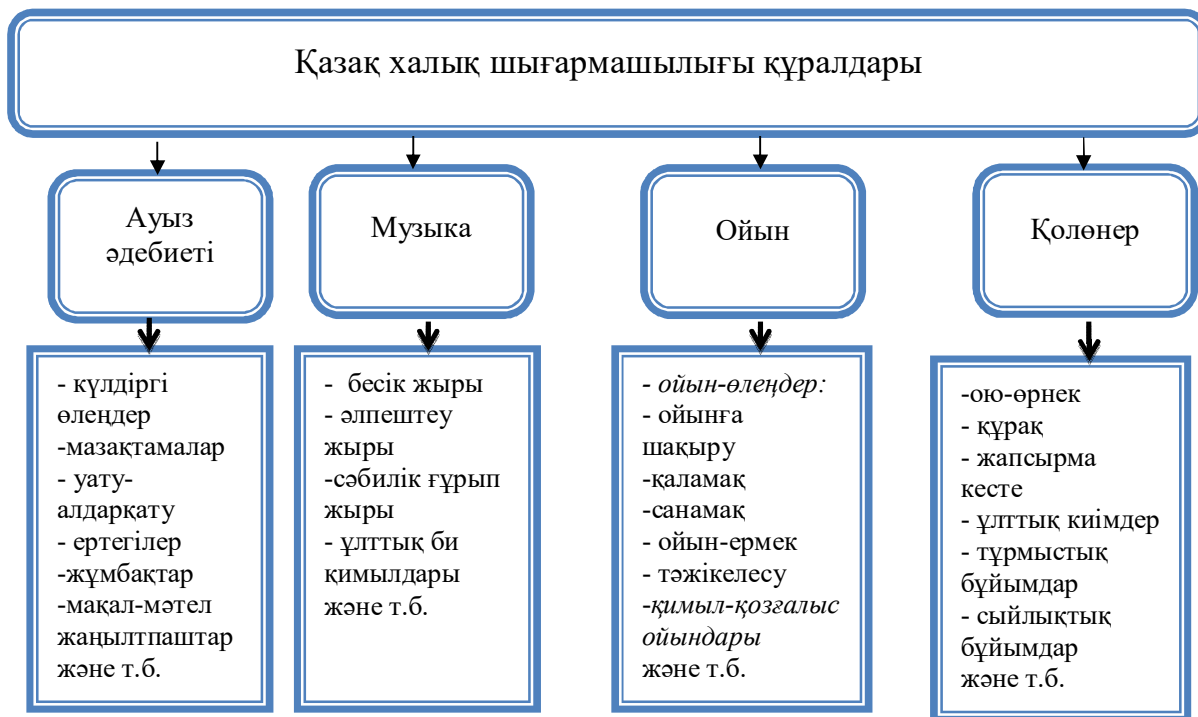 Қазақ халық шығармашылығы құралдары
Ауыз
әдебиеті
Музыка
Ойын
Қолөнер
- күлдіргі
өлеңдер
-мазақтамалар
- уату-
алдарқату
- ертегілер
-жұмбақтар
-мақал-мәтел
жаңылтпаштар
және т.б.
- бесік жыры
- әлпештеу
жыры
-сәбилік ғұрып
жыры
- ұлттық би
қимылдары
және т.б.
- ойын-өлеңдер:
- ойынға
шақыру
-қаламақ
-санамақ
- ойын-ермек
- тәжікелесу
-қимыл-қозғалыс
ойындары
және т.б.
-ою-өрнек
- құрақ
- жапсырма
кесте
- ұлттық киімдер
- тұрмыстық
бұйымдар
- сыйлықтық
бұйымдар
және т.б.